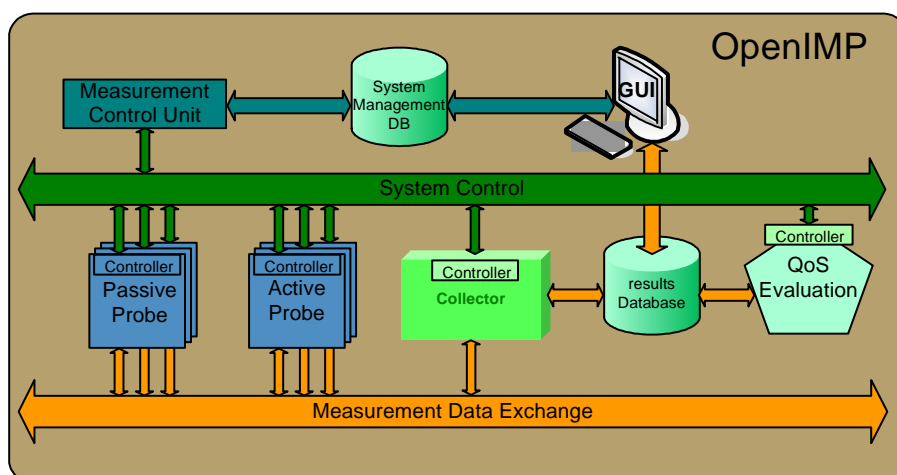 OpenIMP
Measurement
Control Unit
System
Management
DB
GUI
System Control
Controller
Passive
Probe
Controller
Active
Probe
Controller
Collector
results
Database
Controller
QoS
Evaluation
Measurement Data Exchange